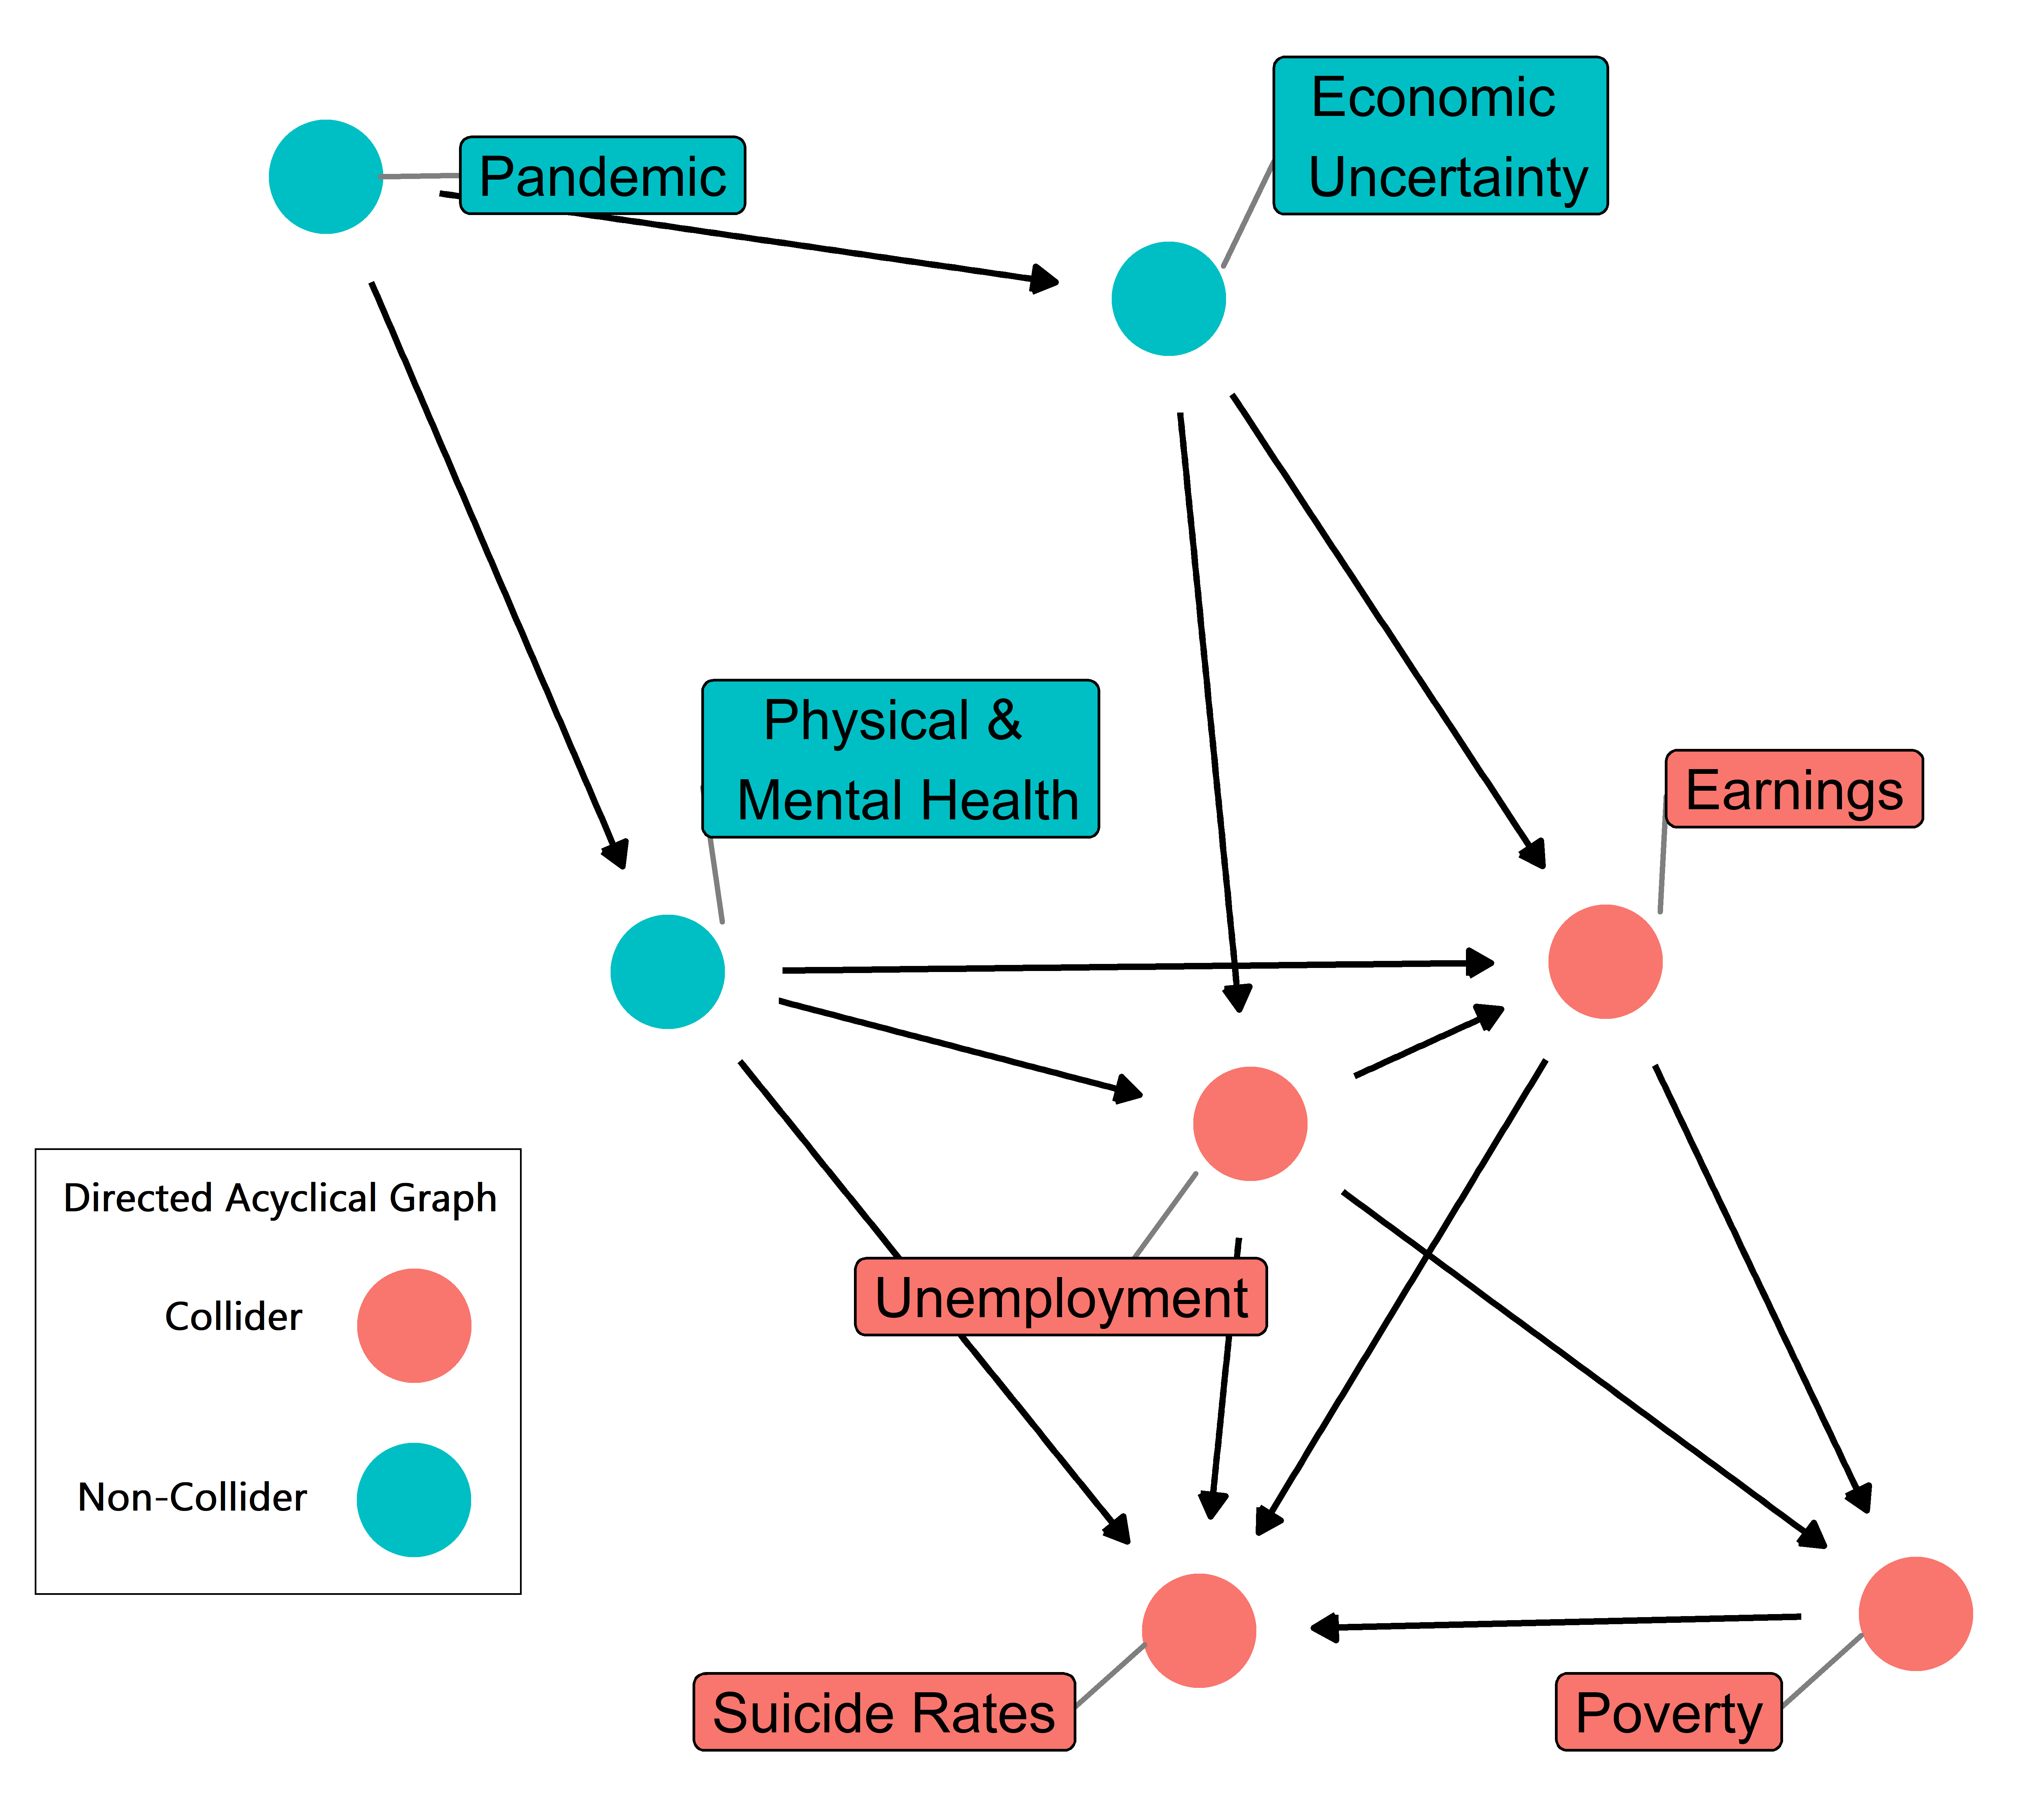 Pandemic
Economic
Uncertainty
Physical &
Mental Health
Earnings
Directed Acyclical Graph
Collider
Non-Collider
Unemployment
Suicide Rates
Poverty